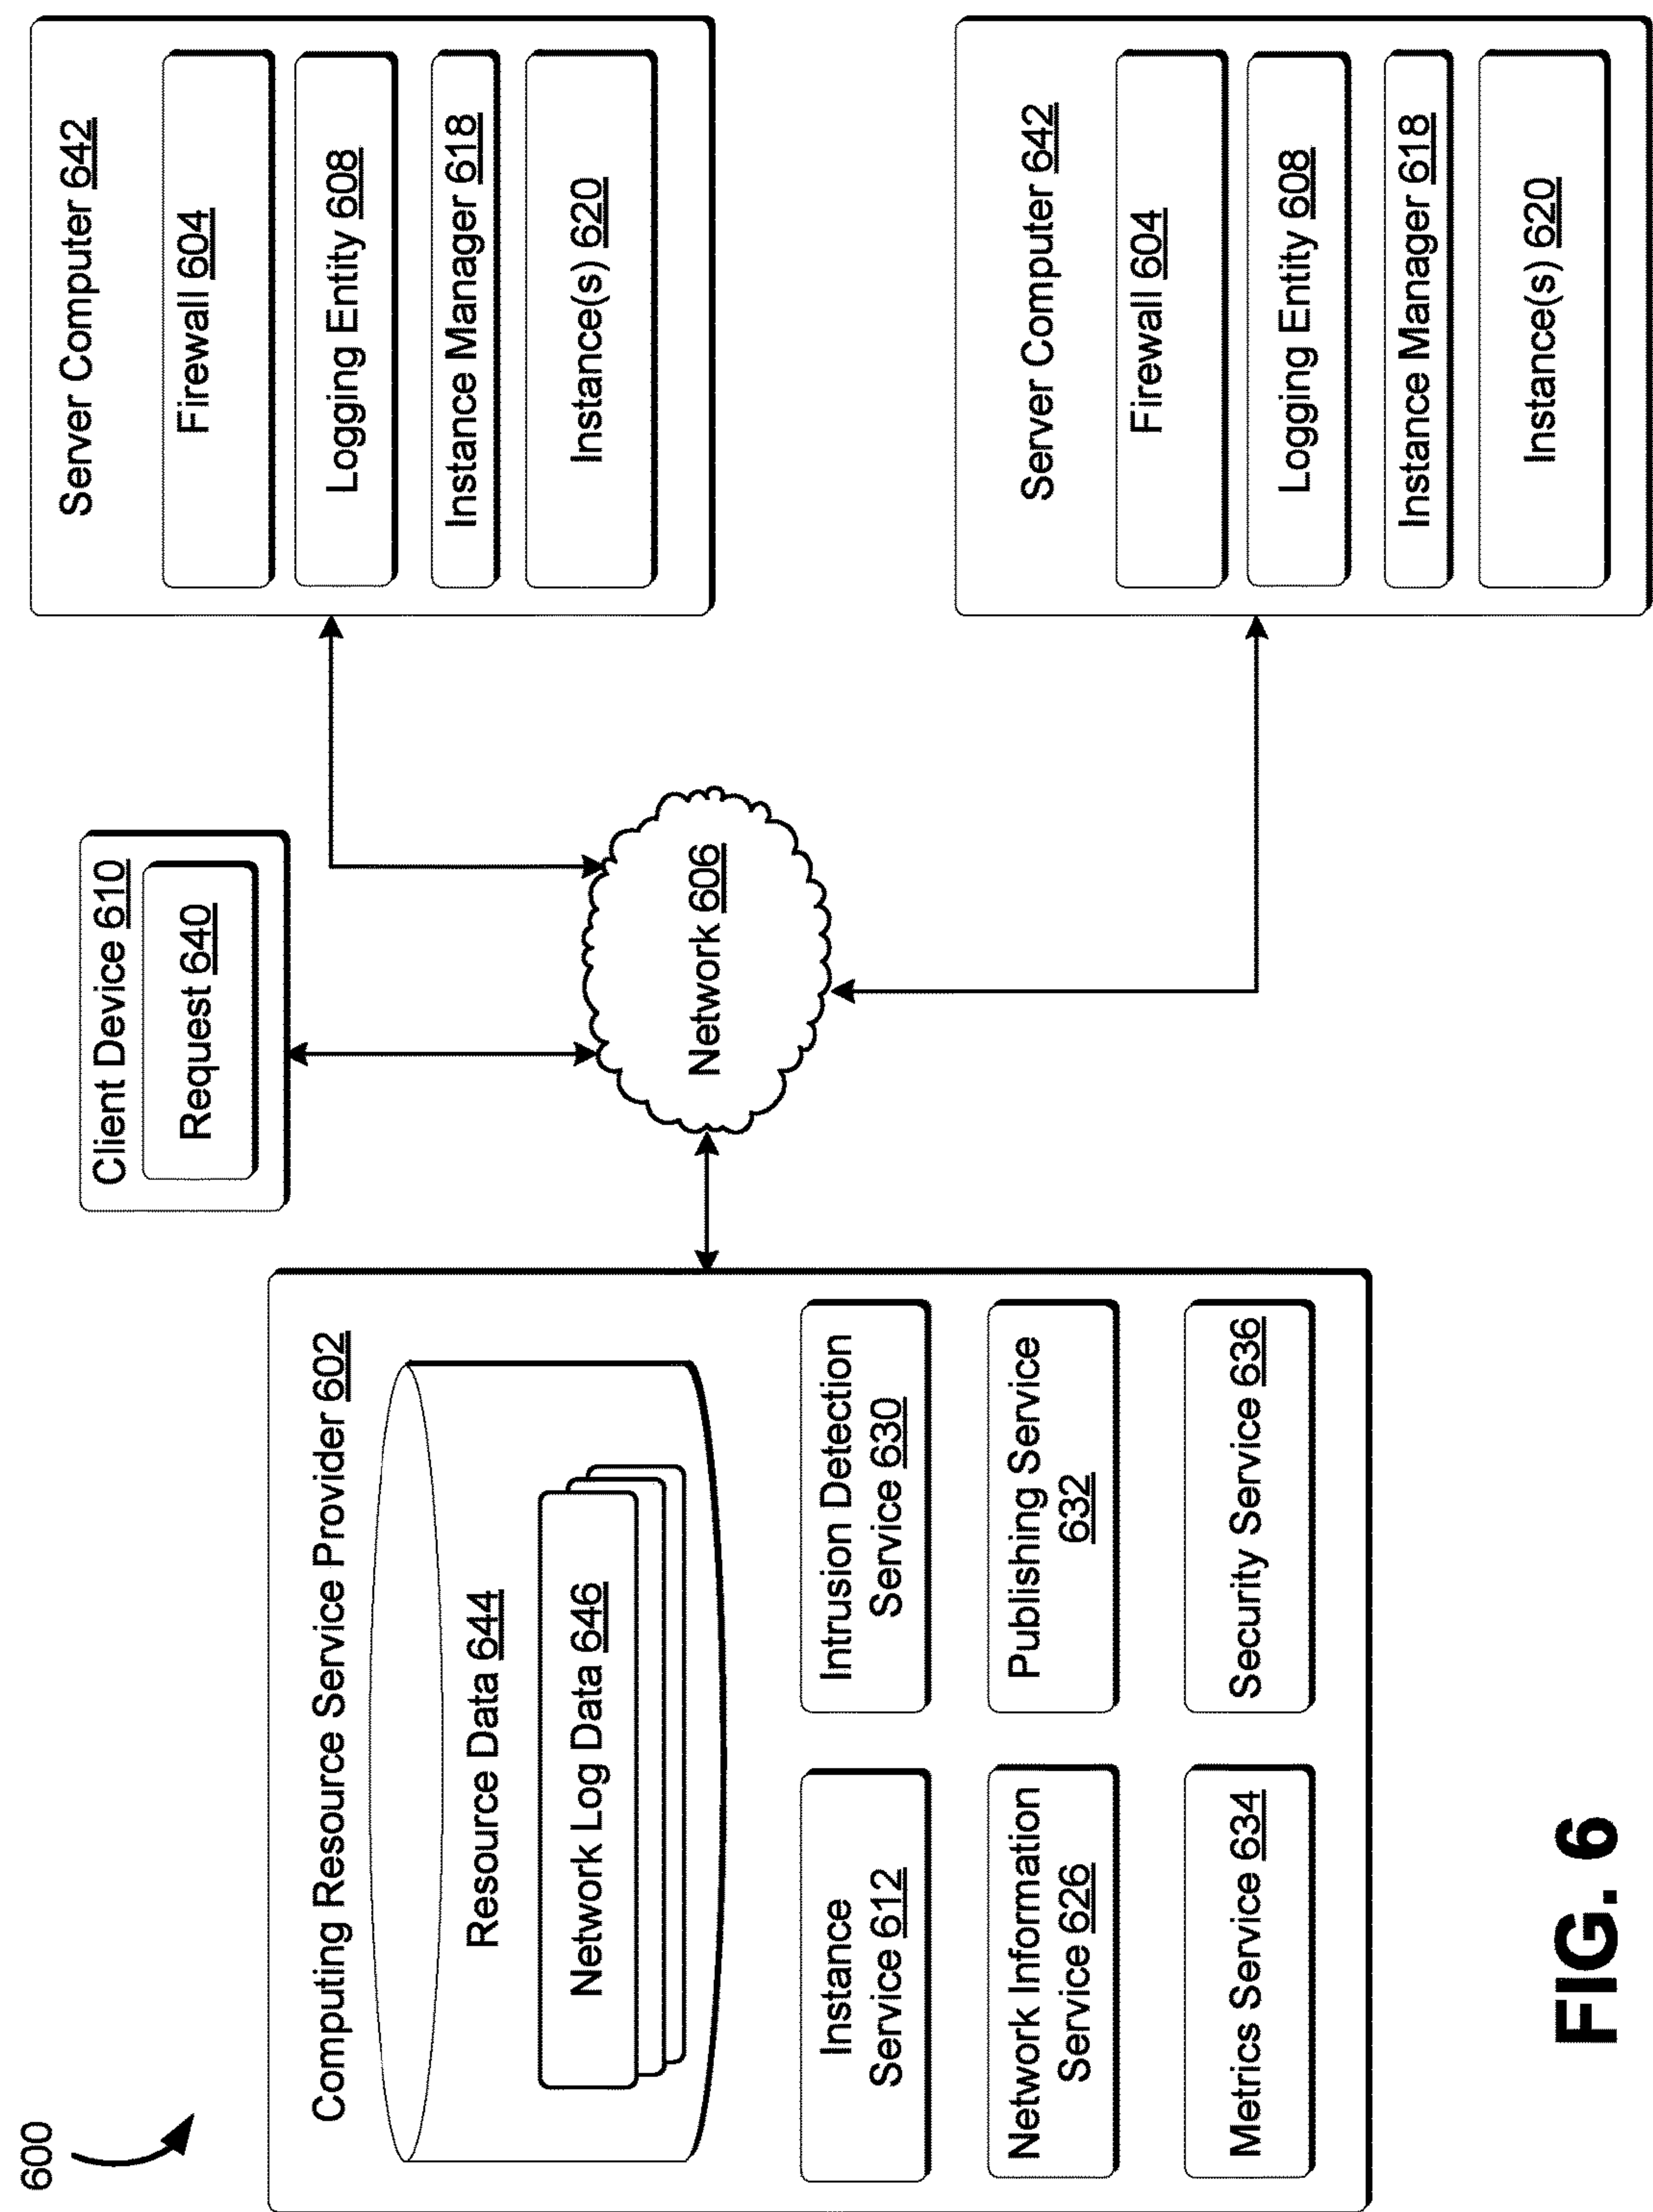 600
Computing Resource Service Provider 602
Resource Data 644
Network Log Data 646
Instance
Service 612
Intrusion Detection
Service 630
Network Information
Service 626
Publishing Service
632
Metrics Service 634
Security Service 636
Client Device 610
Request 640
Network 606
Server Computer 642
Firewall 604
Logging Entity 608
Instance Manager 618
Instance(s) 620
Server Computer 642
Firewall 604
Logging Entity 608
Instance Manager 618
Instance(s) 620
FIG. 6